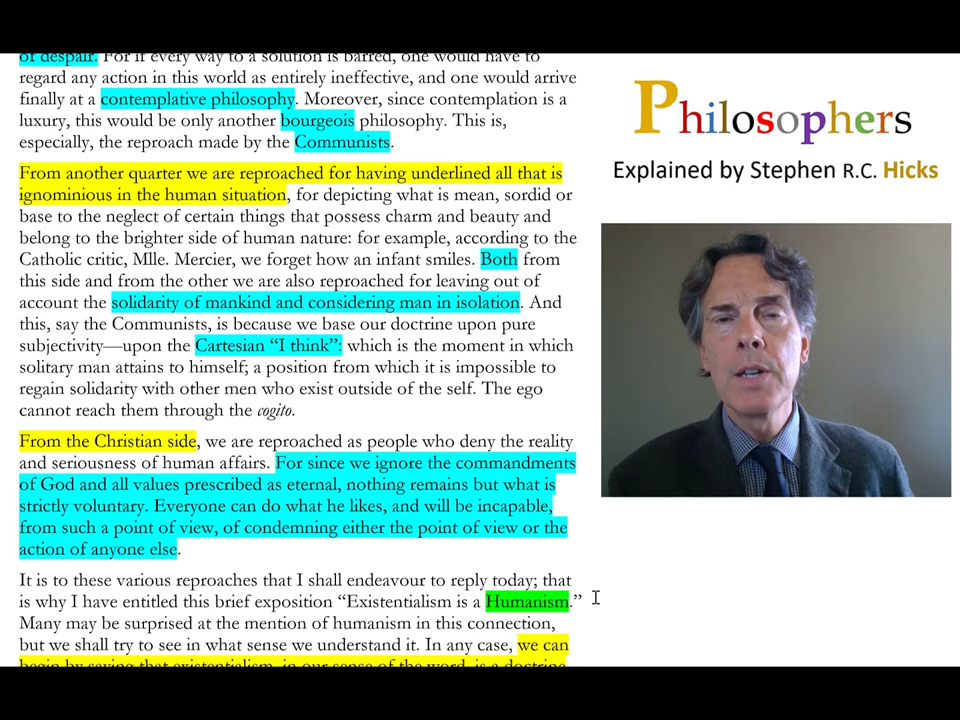 of despair. For if every way to a solution is barred, one would have to
regard any action in this world as entirely ineffective, and one would arrive
finally at a contemplative philosophy. Moreover, since contemplation is a
luxury, this would be only another bourgeois philosophy. This is,
especially, the reproach made by the Communists.
From another quarter we are reproached for having underlined all that is
ignominious in the human situation, for depicting what is mean, sordid or
base to the neglect of certain things that possess charm and beauty and
belong to the brighter side of human nature: for example, according to the
Catholic critic, Mlle. Mercier, we forget how an infant smiles. Both from
this side and from the other we are also reproached for leaving out of
account the solidarity of mankind and considering man in isolation. And
this, say the Communists, is because we base our doctrine upon pure
subjectivity—upon the Cartesian “I think”: which is the moment in which
solitary man attains to himself; a position from which it is impossible to
regain solidarity with other men who exist outside of the self. The ego
cannot reach them through the cogito.
From the Christian side, we are reproached as people who deny the reality
and seriousness of human affairs. For since we ignore the commandments
of God and all values prescribed as eternal, nothing remains but what is
strictly voluntary. Everyone can do what he likes, and will be incapable,
from such a point of view, of condemning either the point of view or the
action of anyone else.
It is to these various reproaches that I shall endeavour to reply today; that
is why I have entitled this brief exposition “Existentialism is a Humanism.”
Many may be surprised at the mention of humanism in this connection,
but we shall try to see in what sense we understand it. In any case, we can
begin by saying that existentialism, in our sense of the word, is a doctrine
Philosophers
Explained by Stephen R.C. Hicks